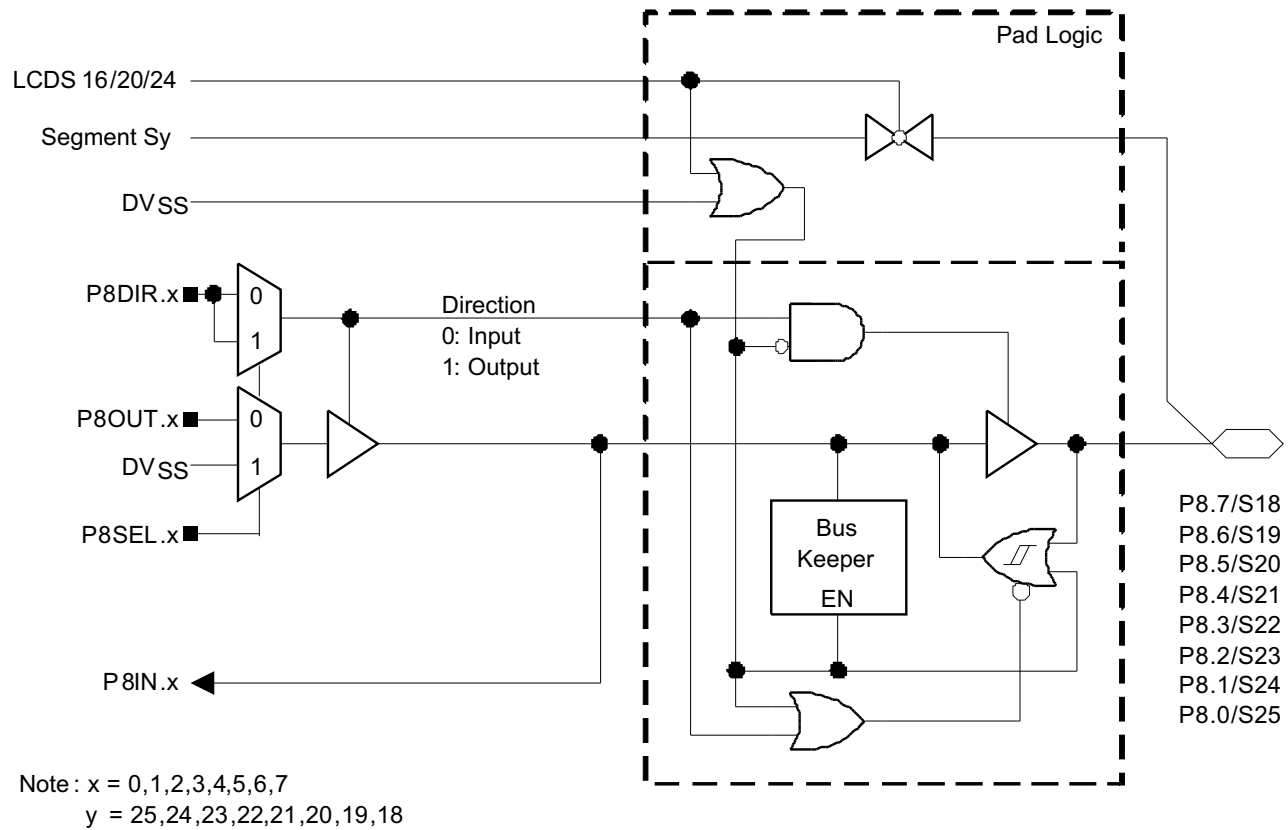 Pad Logic
LCDS 16/20/24
Segment Sy
DVSS
P8DIR.x
0
1
Direction
0: Input
1: Output
P8OUT.x
0
DVSS
1
P8SEL.x
Bus
Keeper
EN
P8.7/S18
P8.6/S19
P8.5/S20
P8.4/S21
P8.3/S22
P8.2/S23
P8.1/S24
P8.0/S25
P8IN.x
Note: x = 0,1,2,3,4,5,6,7
y = 25,24,23,22,21,20,19,18